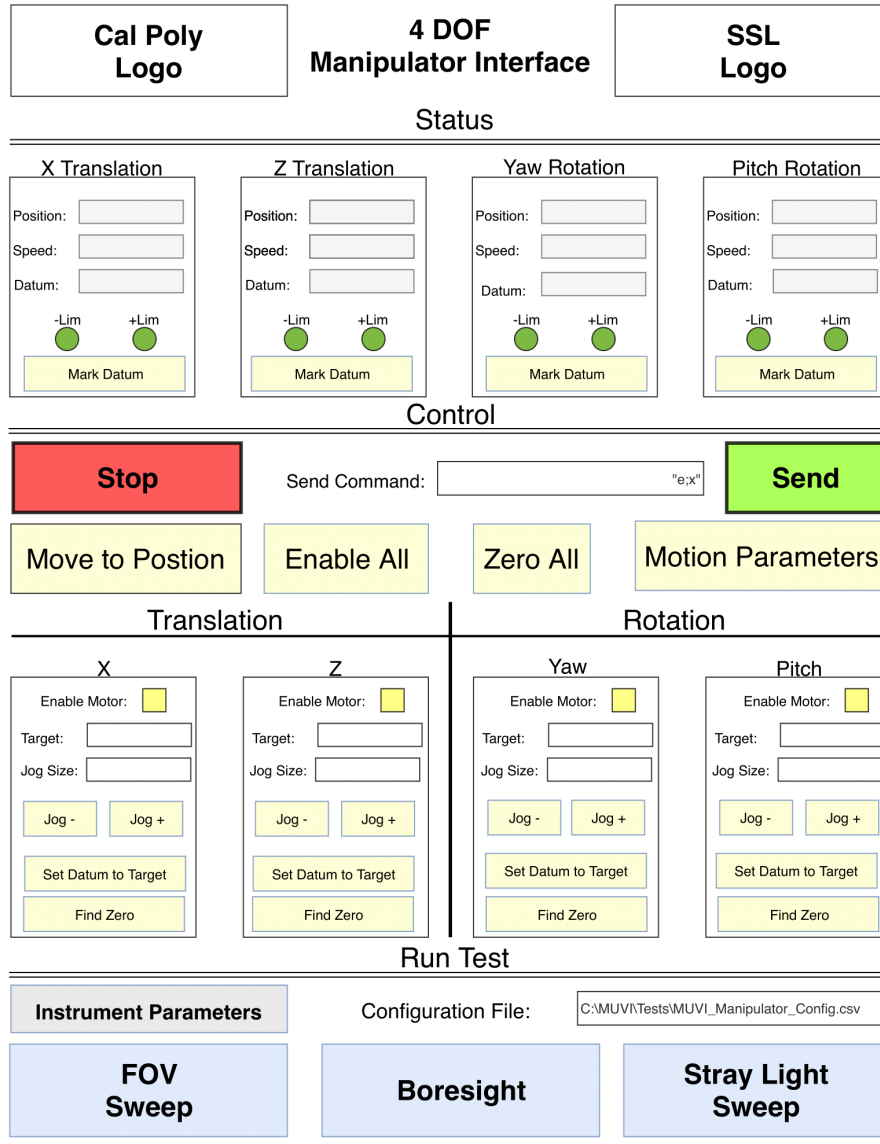 Cal Poly
Logo
4 DOF
Manipulator Interface
SSL
Logo
Status
X Translation
Z Translation
Yaw Rotation
Pitch Rotation
Position:
Position:
Position:
Position:
Speed:
Speed:
Speed:
Speed:
Datum:
Datum:
Datum:
Datum:
-Lim +Lim
-Lim +Lim
-Lim +Lim
-Lim +Lim
Mark Datum
Mark Datum
Mark Datum
Mark Datum
Control
Stop
Send Command:
"e;x"
Send
Move to Postion
Enable All
Zero All
Motion Parameters
Translation
Rotation
X
Z
Yaw
Pitch
Enable Motor:
Enable Motor:
Enable Motor:
Enable Motor:
Target:
Target:
Target:
Target:
Jog Size:
Jog Size:
Jog Size:
Jog Size:
Jog - Jog +
Jog - Jog +
Jog - Jog +
Jog - Jog +
Set Datum to Target
Set Datum to Target
Set Datum to Target
Set Datum to Target
Find Zero
Find Zero
Find Zero
Find Zero
Run Test
Instrument Parameters
Configuration File:
C:\MUVI\Tests\MUVI_Manipulator_Config.csv
FOV
Sweep
Boresight
Stray Light
Sweep